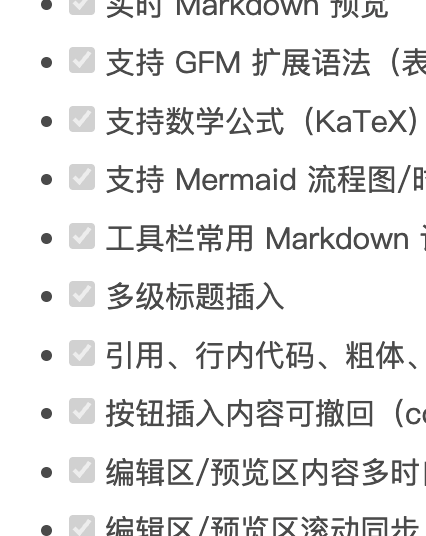 实时 Markdown 预览
支持 GFM 扩展语法（表
支持数学公式（KaTeX）
支持 Mermaid 流程图/时
工具栏常用 Markdown
多级标题插入
引用、行内代码、粗体、
按钮插入内容可撤回（co
编辑区/预览区内容多时
编辑区/预览区滚动同步